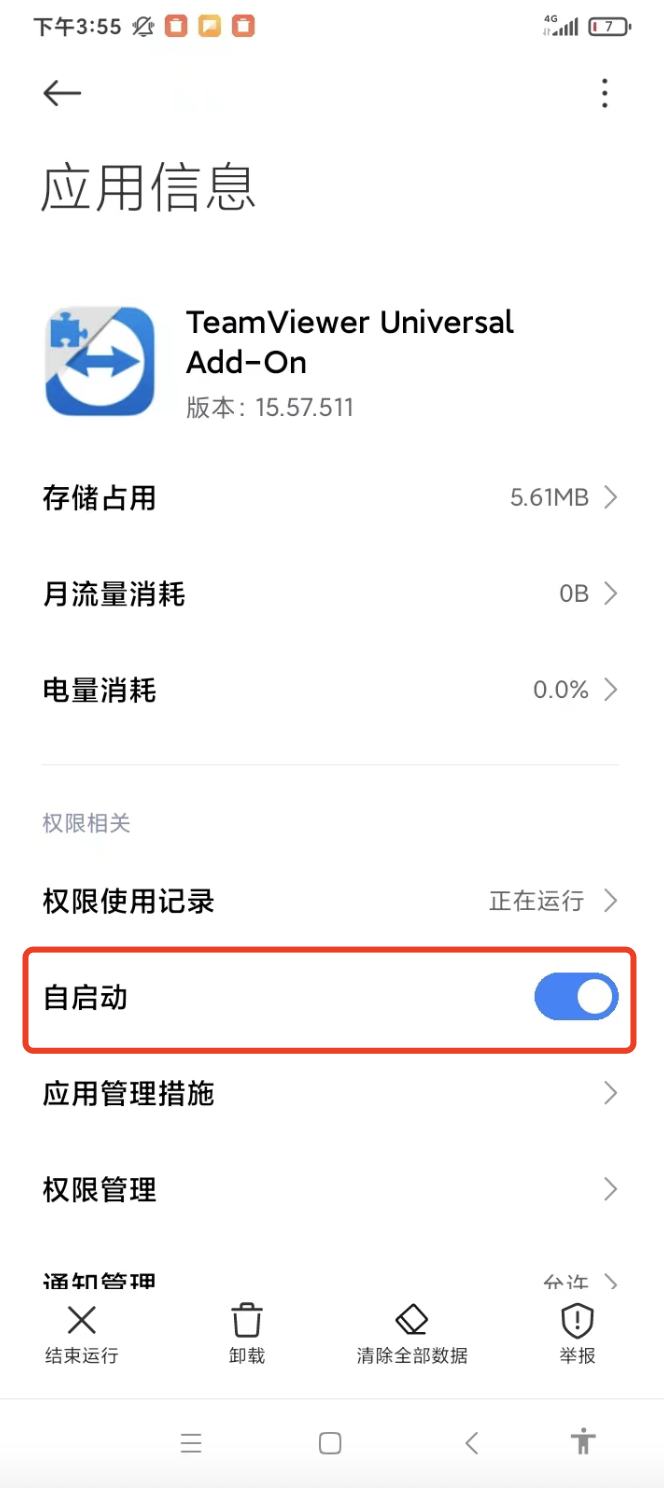 下午3:55
4G
7
应用信息
TeamViewer Universal
Add-On
版本：15.57.511
存储占用 5.61MB
月流量消耗 0B
电量消耗 0.0%
权限相关
权限使用记录 正在运行
自启动
应用管理措施
权限管理
通知管理 允许
结束运行 卸载 清除全部数据 举报